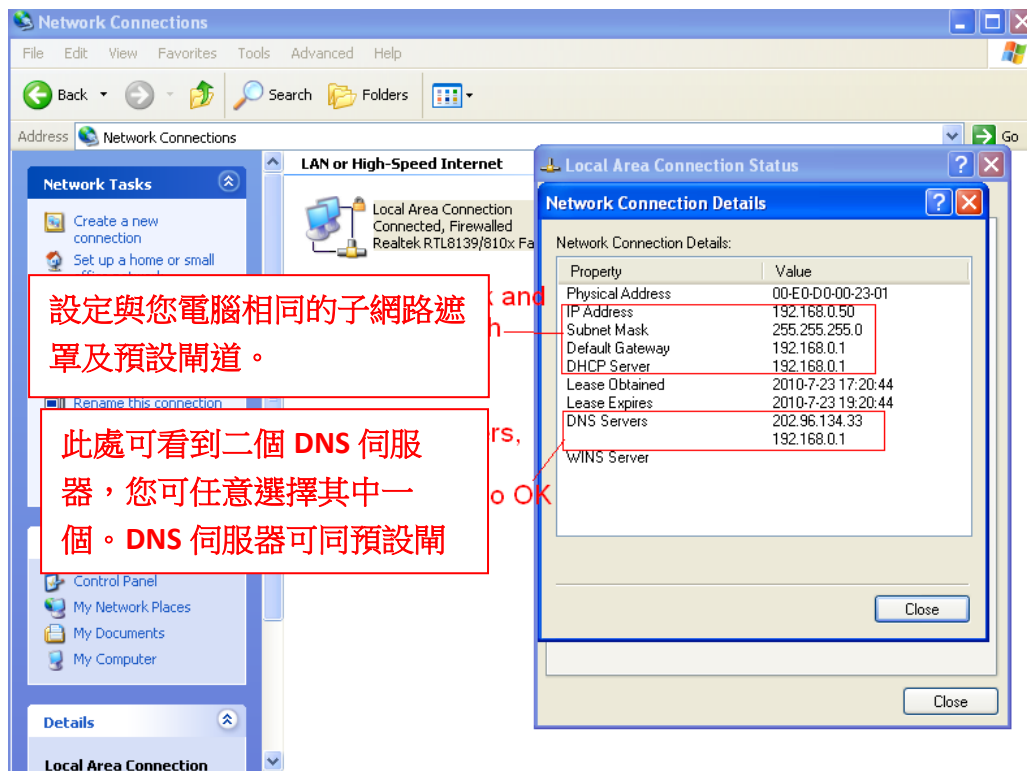 Network Connections
File Edit View Favorites Tools Advanced Help
Back Search Folders
Address Network Connections Go
Network Tasks
Create a new
connection
Set up a home or small
Rename this connection
Control Panel
My Network Places
My Documents
My Computer
Details
Local Area Connection
LAN or High-Speed Internet
Local Area Connection
Connected, Firewalled
Realtek RTL8139/810x Fa
設定與您電腦相同的子網路遮
罩及預設閘道。
此處可看到二個 DNS 伺服
器，您可任意選擇其中一
個。DNS 伺服器可同預設閘
and
h
rs,
o OK
Local Area Connection Status
Network Connection Details
Network Connection Details:
Property Value
Physical Address 00-E0-D0-00-23-01
IP Address 192.168.0.50
Subnet Mask 255.255.255.0
Default Gateway 192.168.0.1
DHCP Server 192.168.0.1
Lease Obtained 2010-7-23 17:20:44
Lease Expires 2010-7-23 19:20:44
DNS Servers 202.96.134.33
192.168.0.1
WINS Server
Close
Close